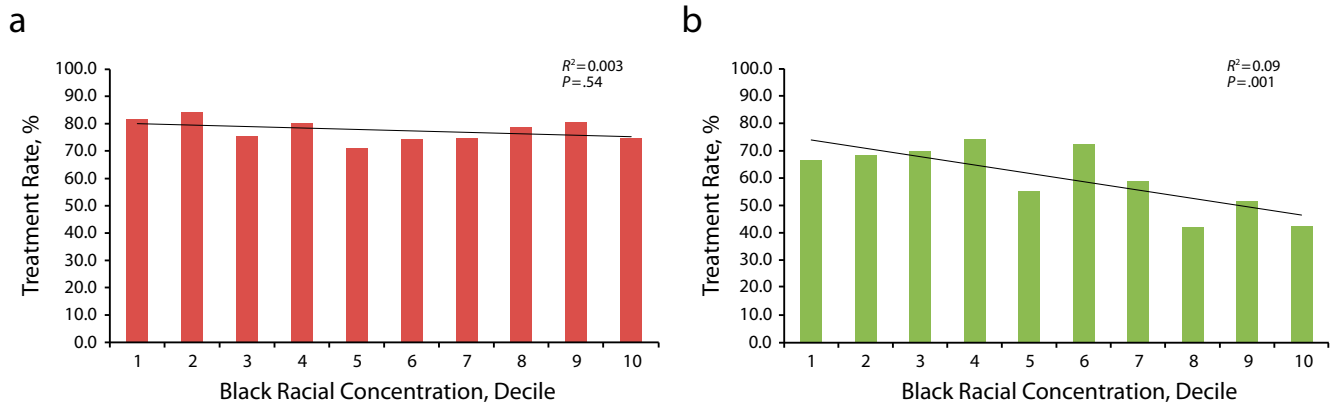 a
R²=0.003
P=.54
Treatment Rate, %
100.0
90.0
80.0
70.0
60.0
50.0
40.0
30.0
20.0
10.0
0.0
1 2 3 4 5 6 7 8 9 10
Black Racial Concentration, Decile
b
R²=0.09
P=.001
Treatment Rate, %
100.0
90.0
80.0
70.0
60.0
50.0
40.0
30.0
20.0
10.0
0.0
1 2 3 4 5 6 7 8 9 10
Black Racial Concentration, Decile